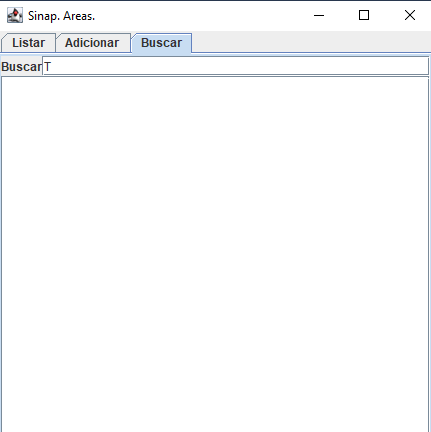 Sinap. Areas.
Listar Adicionar Buscar
Buscar T